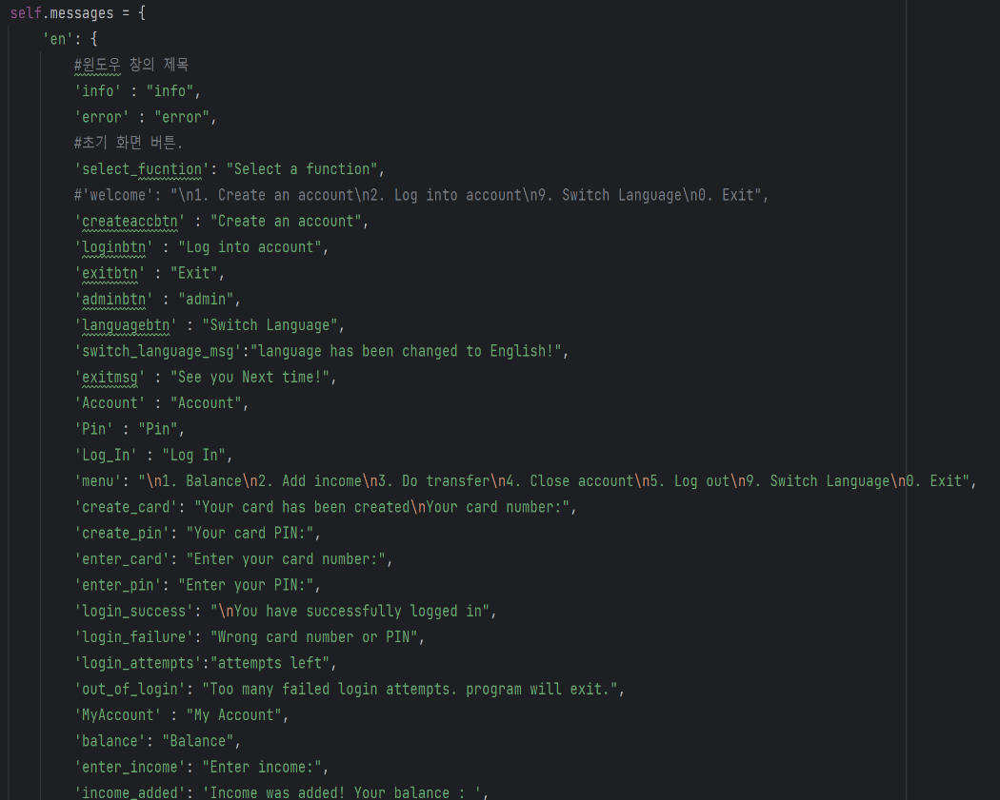 self.messages = {
'en': {
#윈도우 창의 제목
'info' : "info",
'error' : "error",
#초기 화면 버튼.
'select_fucntion': "Select a function",
#'welcome': "\n1. Create an account\n2. Log into account\n9. Switch Language\n0. Exit",
'createaccbtn' : "Create an account",
'loginbtn' : "Log into account",
'exitbtn' : "Exit",
'adminbtn' : "admin",
'languagebtn' : "Switch Language",
'switch_language_msg':"language has been changed to English!",
'exitmsg' : "See you Next time!",
'Account' : "Account",
'Pin' : "Pin",
'Log_In' : "Log In",
'menu': "\n1. Balance\n2. Add income\n3. Do transfer\n4. Close account\n5. Log out\n9. Switch Language\n0. Exit",
'create_card': "Your card has been created\nYour card number:",
'create_pin': "Your card PIN:",
'enter_card': "Enter your card number:",
'enter_pin': "Enter your PIN:",
'login_success': "\nYou have successfully logged in",
'login_failure': "Wrong card number or PIN",
'login_attempts':"attempts left",
'out_of_login': "Too many failed login attempts. program will exit.",
'MyAccount' : "My Account",
'balance': "Balance",
'enter_income': "Enter income:",
'income_added': 'Income was added! Your balance : ',